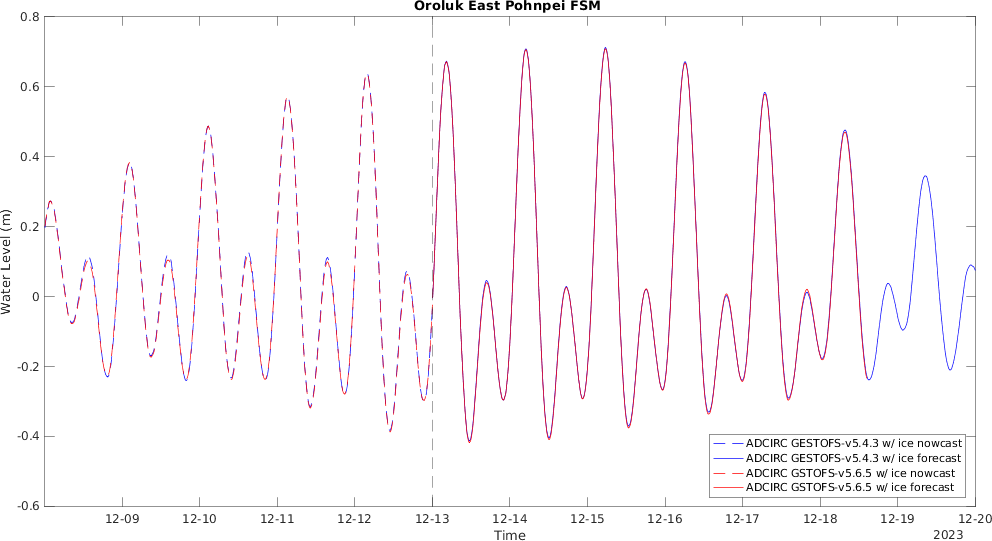 Oroluk East Pohnpei FSM
Water Level (m)
0.8
0.6
0.4
0.2
0
-0.2
-0.4
-0.6
12-09 12-10 12-11 12-12 12-13 12-14 12-15 12-16 12-17 12-18 12-19 12-20
Time
2023
ADCIRC GESTOFS-v5.4.3 w/ ice nowcast
ADCIRC GESTOFS-v5.4.3 w/ ice forecast
ADCIRC GSTOFS-v5.6.5 w/ ice nowcast
ADCIRC GSTOFS-v5.6.5 w/ ice forecast